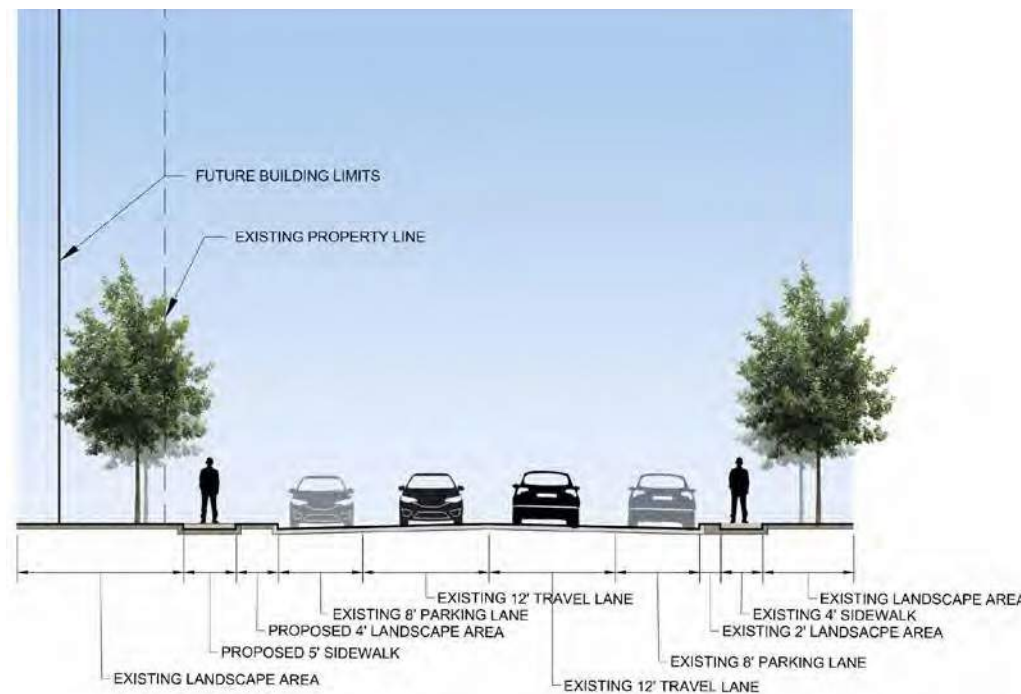 FUTURE BUILDING LIMITS
EXISTING PROPERTY LINE
EXISTING 12' TRAVEL LANE
EXISTING 8' PARKING LANE
PROPOSED 4' LANDSCAPE AREA
PROPOSED 5' SIDEWALK
EXISTING LANDSCAPE AREA
EXISTING LANDSCAPE AREA
EXISTING 4' SIDEWALK
EXISTING 2' LANDSACPE AREA
EXISTING 8' PARKING LANE
EXISTING 12' TRAVEL LANE